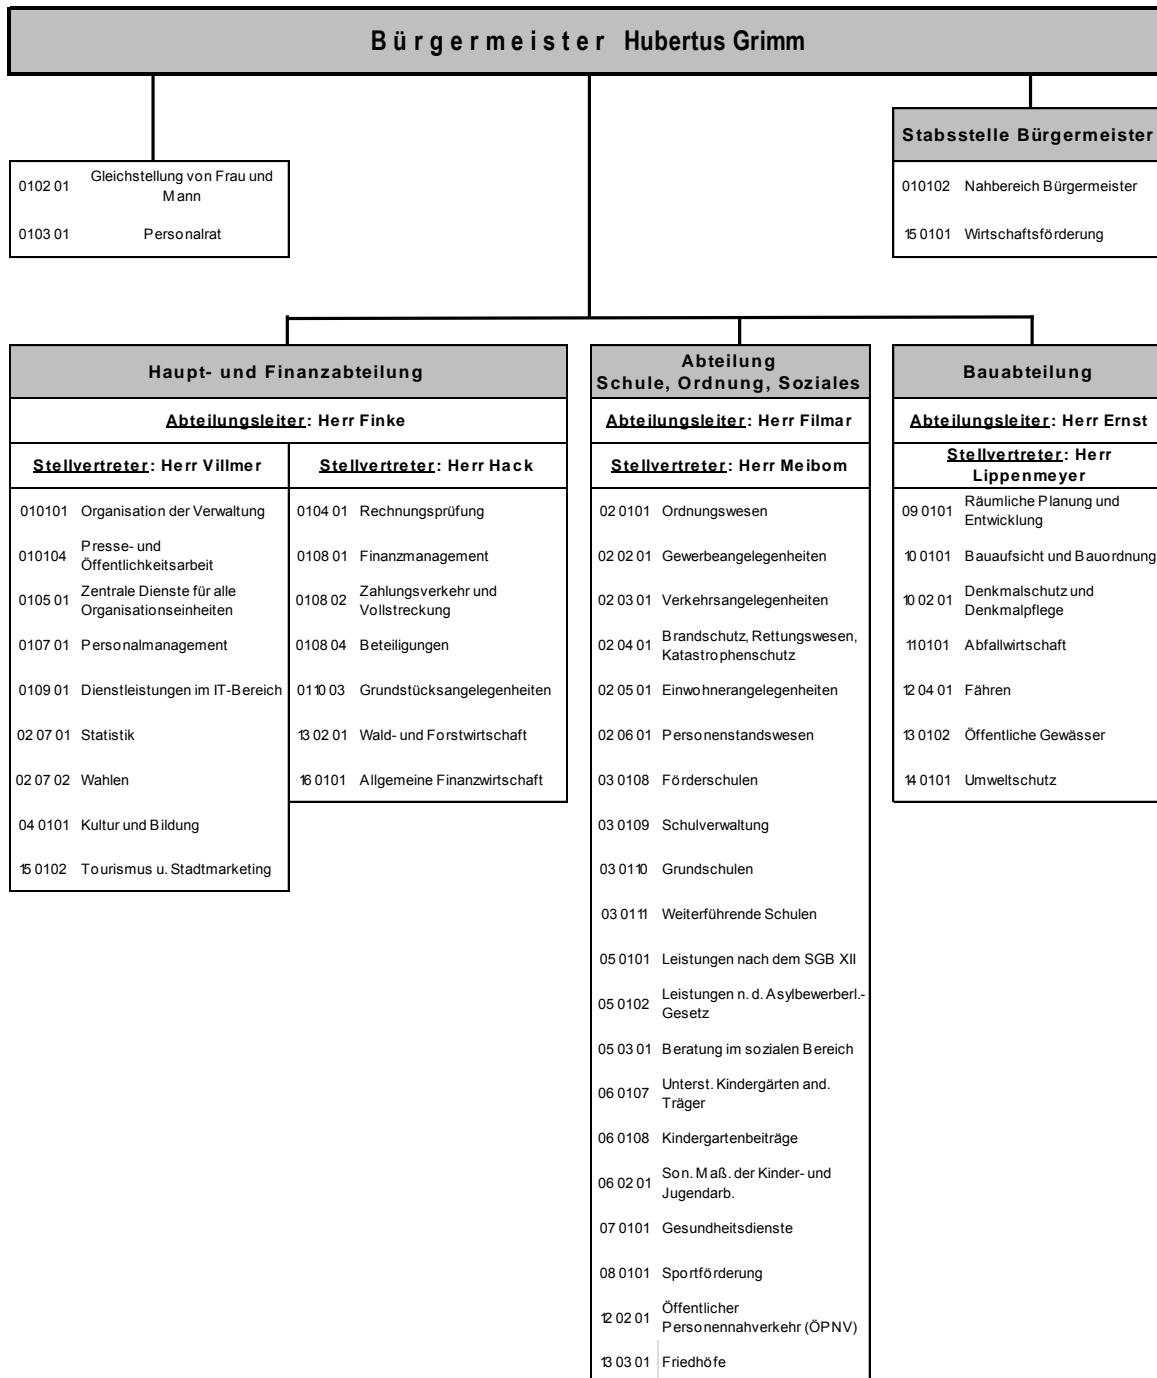 Bürgermeister Hubertus Grimm
Stabsstelle Bürgermeister
0102 01 Gleichstellung von Frau und
Mann
0103 01 Personalrat
010102 Nahbereich Bürgermeister
15 0101 Wirtschaftsförderung
Haupt- und Finanzabteilung
Abteilungsleiter: Herr Finke
Stellvertreter: Herr Villmer
010101 Organisation der Verwaltung
010104 Presse- und
Öffentlichkeitsarbeit
0105 01 Zentrale Dienste für alle
Organisationseinheiten
0107 01 Personalmanagement
0109 01 Dienstleistungen im IT-Bereich
02 07 01 Statistik
02 07 02 Wahlen
04 0101 Kultur und Bildung
15 0102 Tourismus u. Stadtmarketing
Stellvertreter: Herr Hack
0104 01 Rechnungsprüfung
0108 01 Finanzmanagement
0108 02 Zahlungsverkehr und
Vollstreckung
0108 04 Beteiligungen
0110 03 Grundstücksangelegenheiten
13 02 01 Wald- und Forstwirtschaft
16 0101 Allgemeine Finanzwirtschaft
Abteilung
Schule, Ordnung, Soziales
Abteilungsleiter: Herr Filmar
Stellvertreter: Herr Meibom
02 0101 Ordnungswesen
02 02 01 Gewerbeangelegenheiten
02 03 01 Verkehrsangelegenheiten
02 04 01 Brandschutz, Rettungswesen,
Katastrophenschutz
02 05 01 Einwohnerangelegenheiten
02 06 01 Personenstandswesen
03 0108 Förderschulen
03 0109 Schulverwaltung
03 0110 Grundschulen
03 0111 Weiterführende Schulen
05 0101 Leistungen nach dem SGB XII
05 0102 Leistungen n. d. Asylbewerberl.-
Gesetz
05 03 01 Beratung im sozialen Bereich
06 0107 Unterst. Kindergärten and.
Träger
06 0108 Kindergartenbeiträge
06 02 01 Son. Maß. der Kinder- und
Jugendarb.
07 0101 Gesundheitsdienste
08 0101 Sportförderung
12 02 01 Öffentlicher
Personennahverkehr (ÖPNV)
13 03 01 Friedhöfe
Bauabteilung
Abteilungsleiter: Herr Ernst
Stellvertreter: Herr
Lippenmeyer
09 0101 Räumliche Planung und
Entwicklung
10 0101 Bauaufsicht und Bauordnung
10 02 01 Denkmalschutz und
Denkmalpflege
110101 Abfallwirtschaft
12 04 01 Fähren
13 0102 Öffentliche Gewässer
14 0101 Umweltschutz